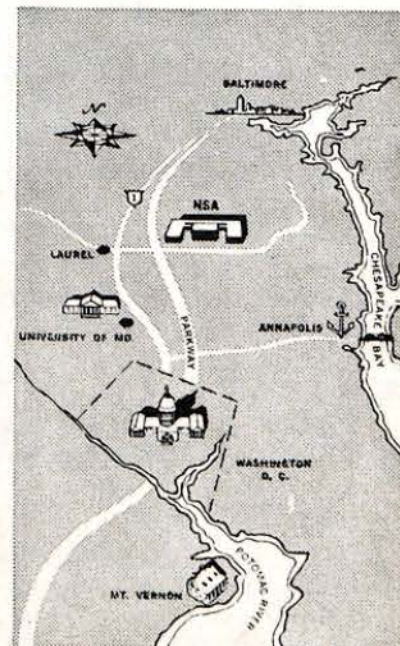 N
BALTIMORE
1
NSA
LAUREL
CHESAPEAKE BAY
UNIVERSITY OF MD.
PARKWAY
ANNAPOLIS
WASHINGTON
D. C.
POTOMAC RIVER
MT. VERNON